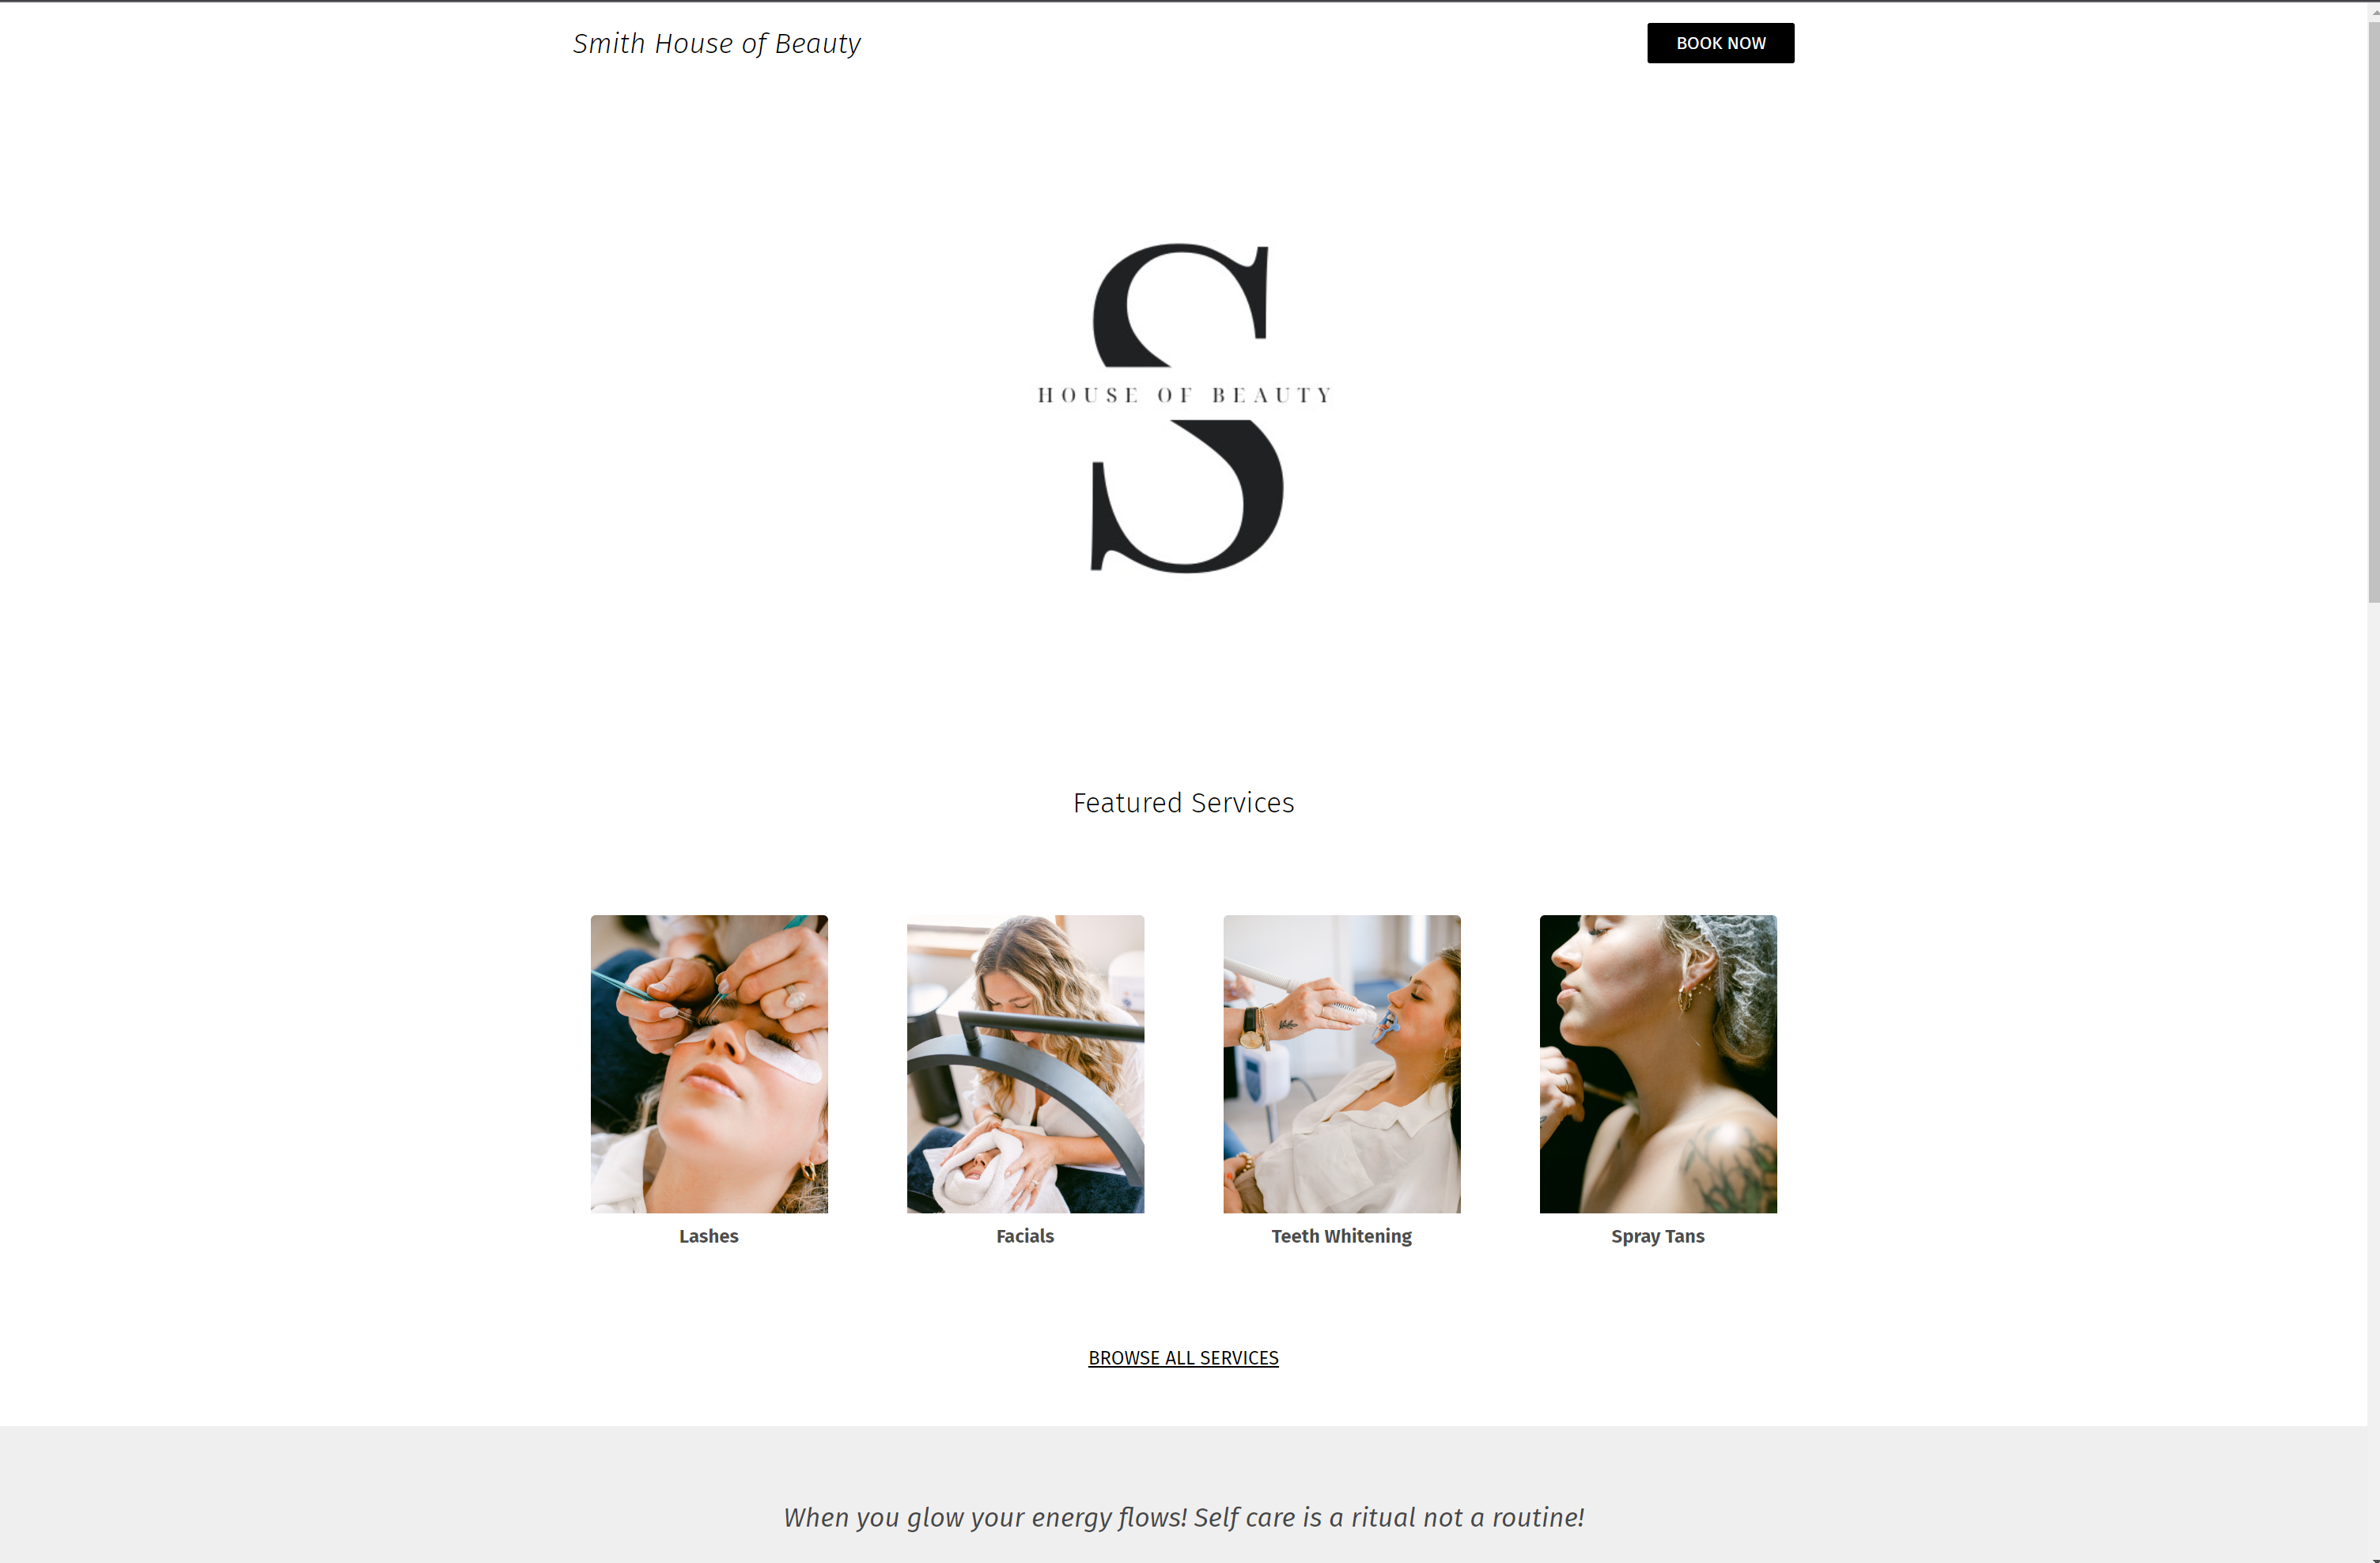 Smith House of Beauty
BOOK NOW
S
HOUSE OF BEAUTY
Featured Services
Lashes
Facials
Teeth Whitening
Spray Tans
BROWSE ALL SERVICES
When you glow your energy flows! Self care is a ritual not a routine!